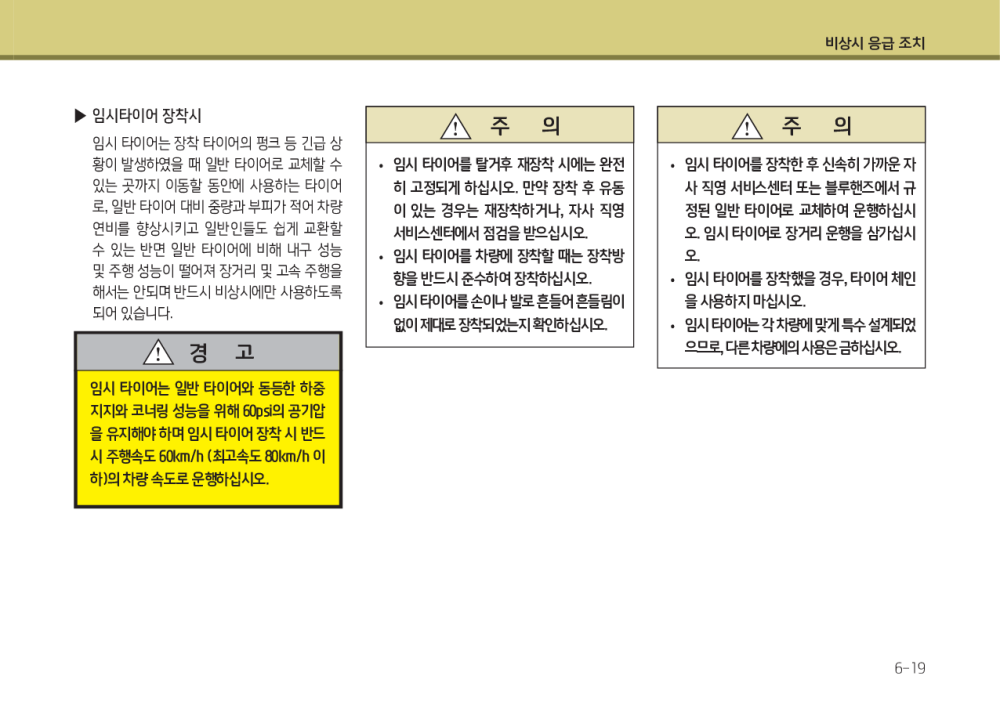 비상시 응급 조치
▶ 임시타이어 장착시
임시 타이어는 장착 타이어의 펑크 등 긴급 상
황이 발생하였을 때 일반 타이어로 교체할 수
있는 곳까지 이동할 동안에 사용하는 타이어
로, 일반 타이어 대비 중량과 부피가 적어 차량
연비를 향상시키고 일반인들도 쉽게 교환할
수 있는 반면 일반 타이어에 비해 내구 성능
및 주행 성능이 떨어져 장거리 및 고속 주행을
해서는 안되며 반드시 비상시에만 사용하도록
되어 있습니다.
경 고
임시 타이어는 일반 타이어와 동등한 하중
지지와 코너링 성능을 위해 60psi의 공기압
을 유지해야 하며 임시 타이어 장착 시 반드
시 주행속도 60km/h (최고속도 80km/h 이
하)의 차량 속도로 운행하십시오.
주 의
• 임시 타이어를 탈거후 재장착 시에는 완전
히 고정되게 하십시오. 만약 장착 후 유동
이 있는 경우는 재장착하거나, 자사 직영
서비스센터에서 점검을 받으십시오.
• 임시 타이어를 차량에 장착할 때는 장착방
향을 반드시 준수하여 장착하십시오.
• 임시 타이어를 손이나 발로 흔들어 흔들림이
없이 제대로 장착되었는지 확인하십시오.
주 의
• 임시 타이어를 장착한 후 신속히 가까운 자
사 직영 서비스센터 또는 블루핸즈에서 규
정된 일반 타이어로 교체하여 운행하십시
오. 임시 타이어로 장거리 운행을 삼가십시
오.
• 임시 타이어를 장착했을 경우, 타이어 체인
을 사용하지 마십시오.
• 임시 타이어는 각 차량에 맞게 특수 설계되었
으므로, 다른 차량에의 사용은 금하십시오.
6-19